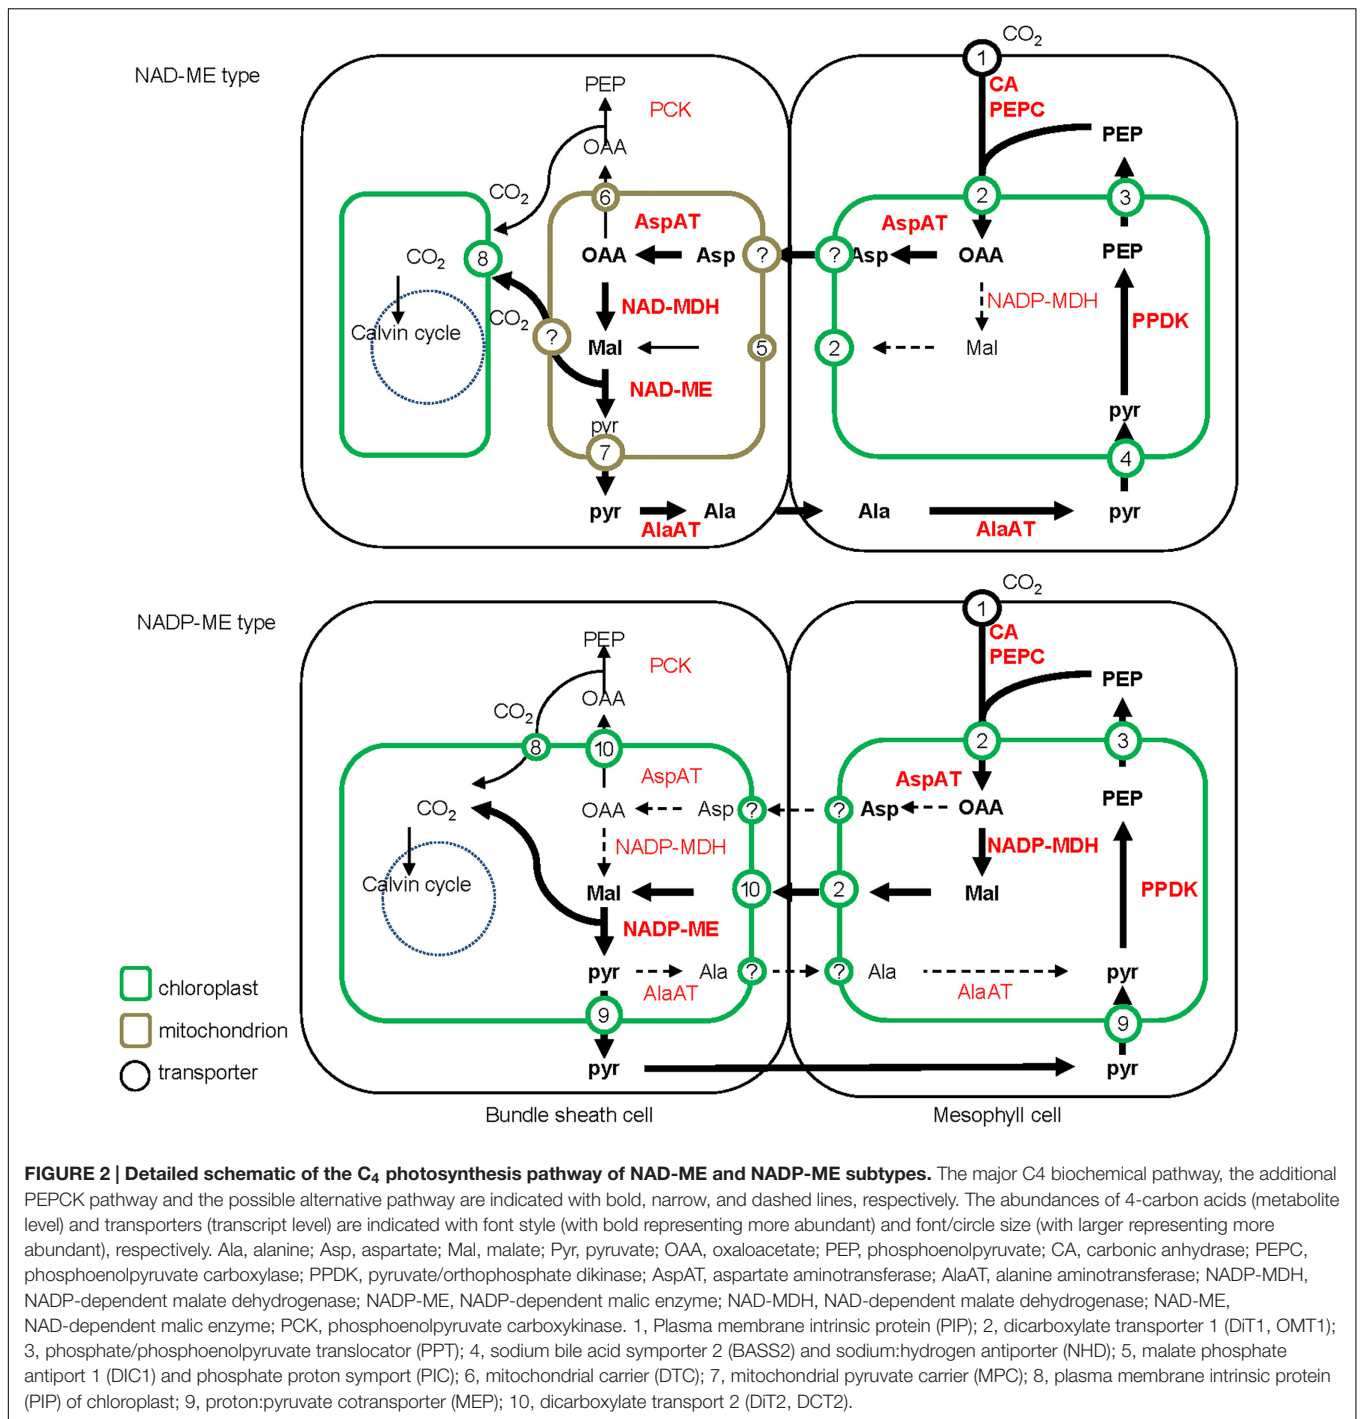 CO2
NAD-ME type
1
PEP
CA
PCK
PEPC
PEP
OAA
CO2
6
2
3
AspAT
AspAT
CO2
8
OAA
Asp
?
?
Asp
OAA
PEP
NAD-MDH
NADP-MDH
CO2
Calvin cycle
?
Mal
5
2
Mal
PPDK
NAD-ME
pyr
pyr
7
4
pyr
Ala
Ala
pyr
AlaAT
AlaAT
CO2
NADP-ME type
1
CA
PEP
PCK
PEPC
PEP
OAA
CO2
8
10
2
3
AspAT
AspAT
CO2
OAA
Asp
?
?
Asp
OAA
PEP
NADP-MDH
NADP-MDH
Calvin cycle
Mal
10
2
Mal
PPDK
NADP-ME
pyr
Ala
?
?
Ala
pyr
AlaAT
AlaAT
chloroplast
9
9
mitochondrion
transporter
pyr
pyr
Bundle sheath cell
Mesophyll cell
FIGURE 2 | Detailed schematic of the C4 photosynthesis pathway of NAD-ME and NADP-ME subtypes. The major C4 biochemical pathway, the additional
PEPCK pathway and the possible alternative pathway are indicated with bold, narrow, and dashed lines, respectively. The abundances of 4-carbon acids (metabolite
level) and transporters (transcript level) are indicated with font style (with bold representing more abundant) and font/circle size (with larger representing more
abundant), respectively. Ala, alanine; Asp, aspartate; Mal, malate; Pyr, pyruvate; OAA, oxaloacetate; PEP, phosphoenolpyruvate; CA, carbonic anhydrase; PEPC,
phosphoenolpyruvate carboxylase; PPDK, pyruvate/orthophosphate dikinase; AspAT, aspartate aminotransferase; AlaAT, alanine aminotransferase; NADP-MDH,
NADP-dependent malate dehydrogenase; NADP-ME, NADP-dependent malic enzyme; NAD-MDH, NAD-dependent malate dehydrogenase; NAD-ME,
NAD-dependent malic enzyme; PCK, phosphoenolpyruvate carboxykinase. 1, Plasma membrane intrinsic protein (PIP); 2, dicarboxylate transporter 1 (DiT1, OMT1);
3, phosphate/phosphoenolpyruvate translocator (PPT); 4, sodium bile acid symporter 2 (BASS2) and sodium:hydrogen antiporter (NHD); 5, malate phosphate
antiport 1 (DIC1) and phosphate proton symport (PIC); 6, mitochondrial carrier (DTC); 7, mitochondrial pyruvate carrier (MPC); 8, plasma membrane intrinsic protein
(PIP) of chloroplast; 9, proton:pyruvate cotransporter (MEP); 10, dicarboxylate transport 2 (DiT2, DCT2).